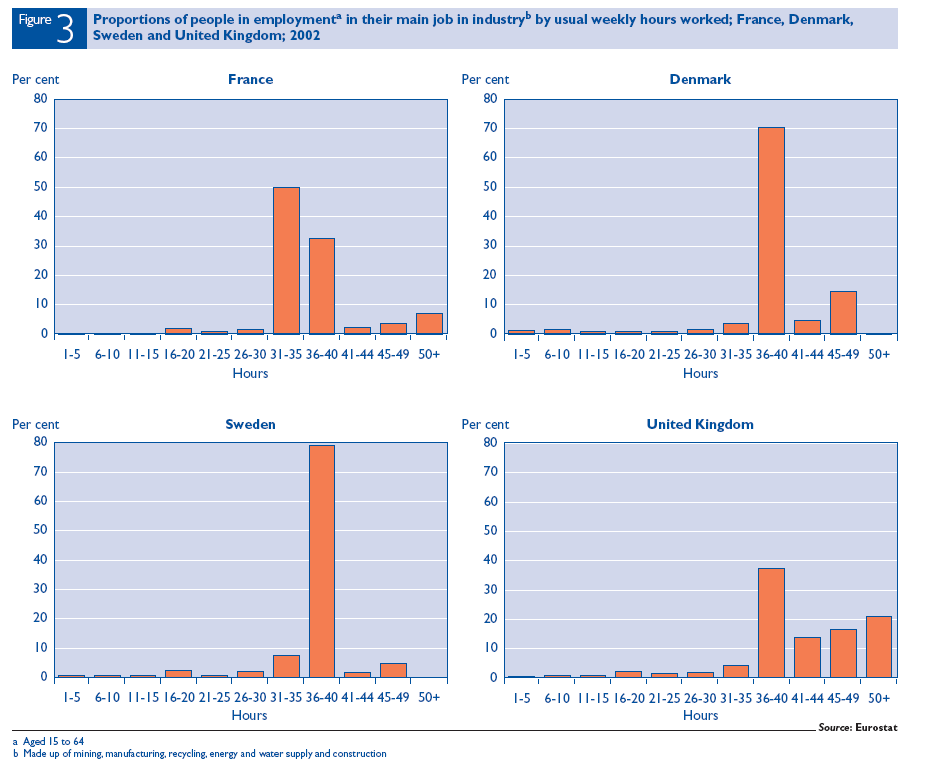 Figure 3
Proportions of people in employmentᵃ in their main job in industryᵇ by usual weekly hours worked; France, Denmark,
Sweden and United Kingdom; 2002
Per cent
France
80
70
60
50
40
30
20
10
0
1-5 6-10 11-15 16-20 21-25 26-30 31-35 36-40 41-44 45-49 50+
Hours
Per cent
Denmark
80
70
60
50
40
30
20
10
0
1-5 6-10 11-15 16-20 21-25 26-30 31-35 36-40 41-44 45-49 50+
Hours
Per cent
Sweden
80
70
60
50
40
30
20
10
0
1-5 6-10 11-15 16-20 21-25 26-30 31-35 36-40 41-44 45-49 50+
Hours
Per cent
United Kingdom
80
70
60
50
40
30
20
10
0
1-5 6-10 11-15 16-20 21-25 26-30 31-35 36-40 41-44 45-49 50+
Hours
Source: Eurostat
a Aged 15 to 64
b Made up of mining, manufacturing, recycling, energy and water supply and construction